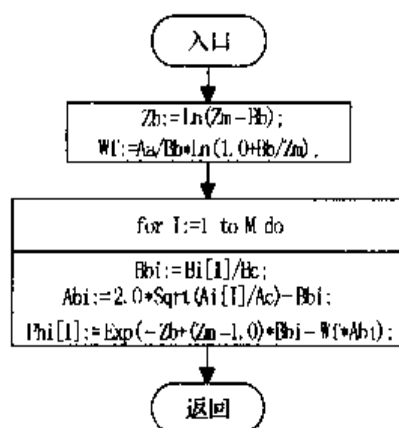 入口
Zb:=Ln(Zm-Bb);
Wf:=Aa/Bb*Ln(1.0+Bb/Zm).
for I:=1 to M do
Bbi:=Bi[I]/Bc;
Abi:=2.0*Sqrt(Ai[I]/Ac)-Bbi;
Phi[I]:=Exp(-Zb+(Zm-1.0)*Bbi-Wf*Abi);
返回